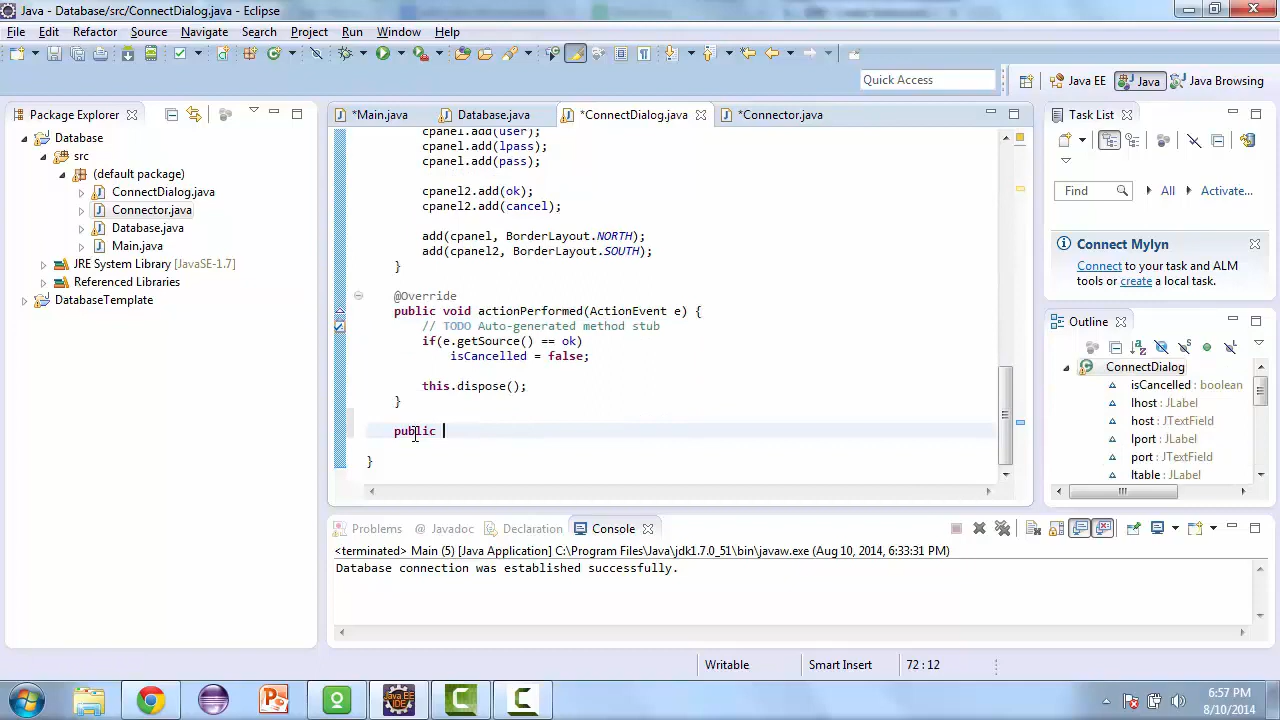 Java - Database/src/ConnectDialog.java - Eclipse
File Edit Refactor Source Navigate Search Project Run Window Help
Quick Access
Java EE Java Java Browsing
Package Explorer
Database
src
(default package)
ConnectDialog.java
Connector.java
Database.java
Main.java
JRE System Library [JavaSE-1.7]
Referenced Libraries
DatabaseTemplate
*Main.java Database.java *ConnectDialog.java *Connector.java
cpanel.add(user);
cpanel.add(lpass);
cpanel.add(pass);
cpanel2.add(ok);
cpanel2.add(cancel);
add(cpanel, BorderLayout.NORTH);
add(cpanel2, BorderLayout.SOUTH);
}
@Override
public void actionPerformed(ActionEvent e) {
// TODO Auto-generated method stub
if(e.getSource() == ok)
isCancelled = false;
this.dispose();
}
public
}
Task List
Find All Activate...
Connect Mylyn
Connect to your task and ALM
tools or create a local task.
Outline
ConnectDialog
isCancelled : boolean
lhost : JLabel
host : JTextField
lport : JLabel
port : JTextField
ltable : JLabel
Problems @ Javadoc Declaration Console
<terminated> Main (5) [Java Application] C:\Program Files\Java\jdk1.7.0_51\bin\javaw.exe (Aug 10, 2014, 6:33:31 PM)
Database connection was established successfully.
Writable Smart Insert 72 : 12
6:57 PM
8/10/2014